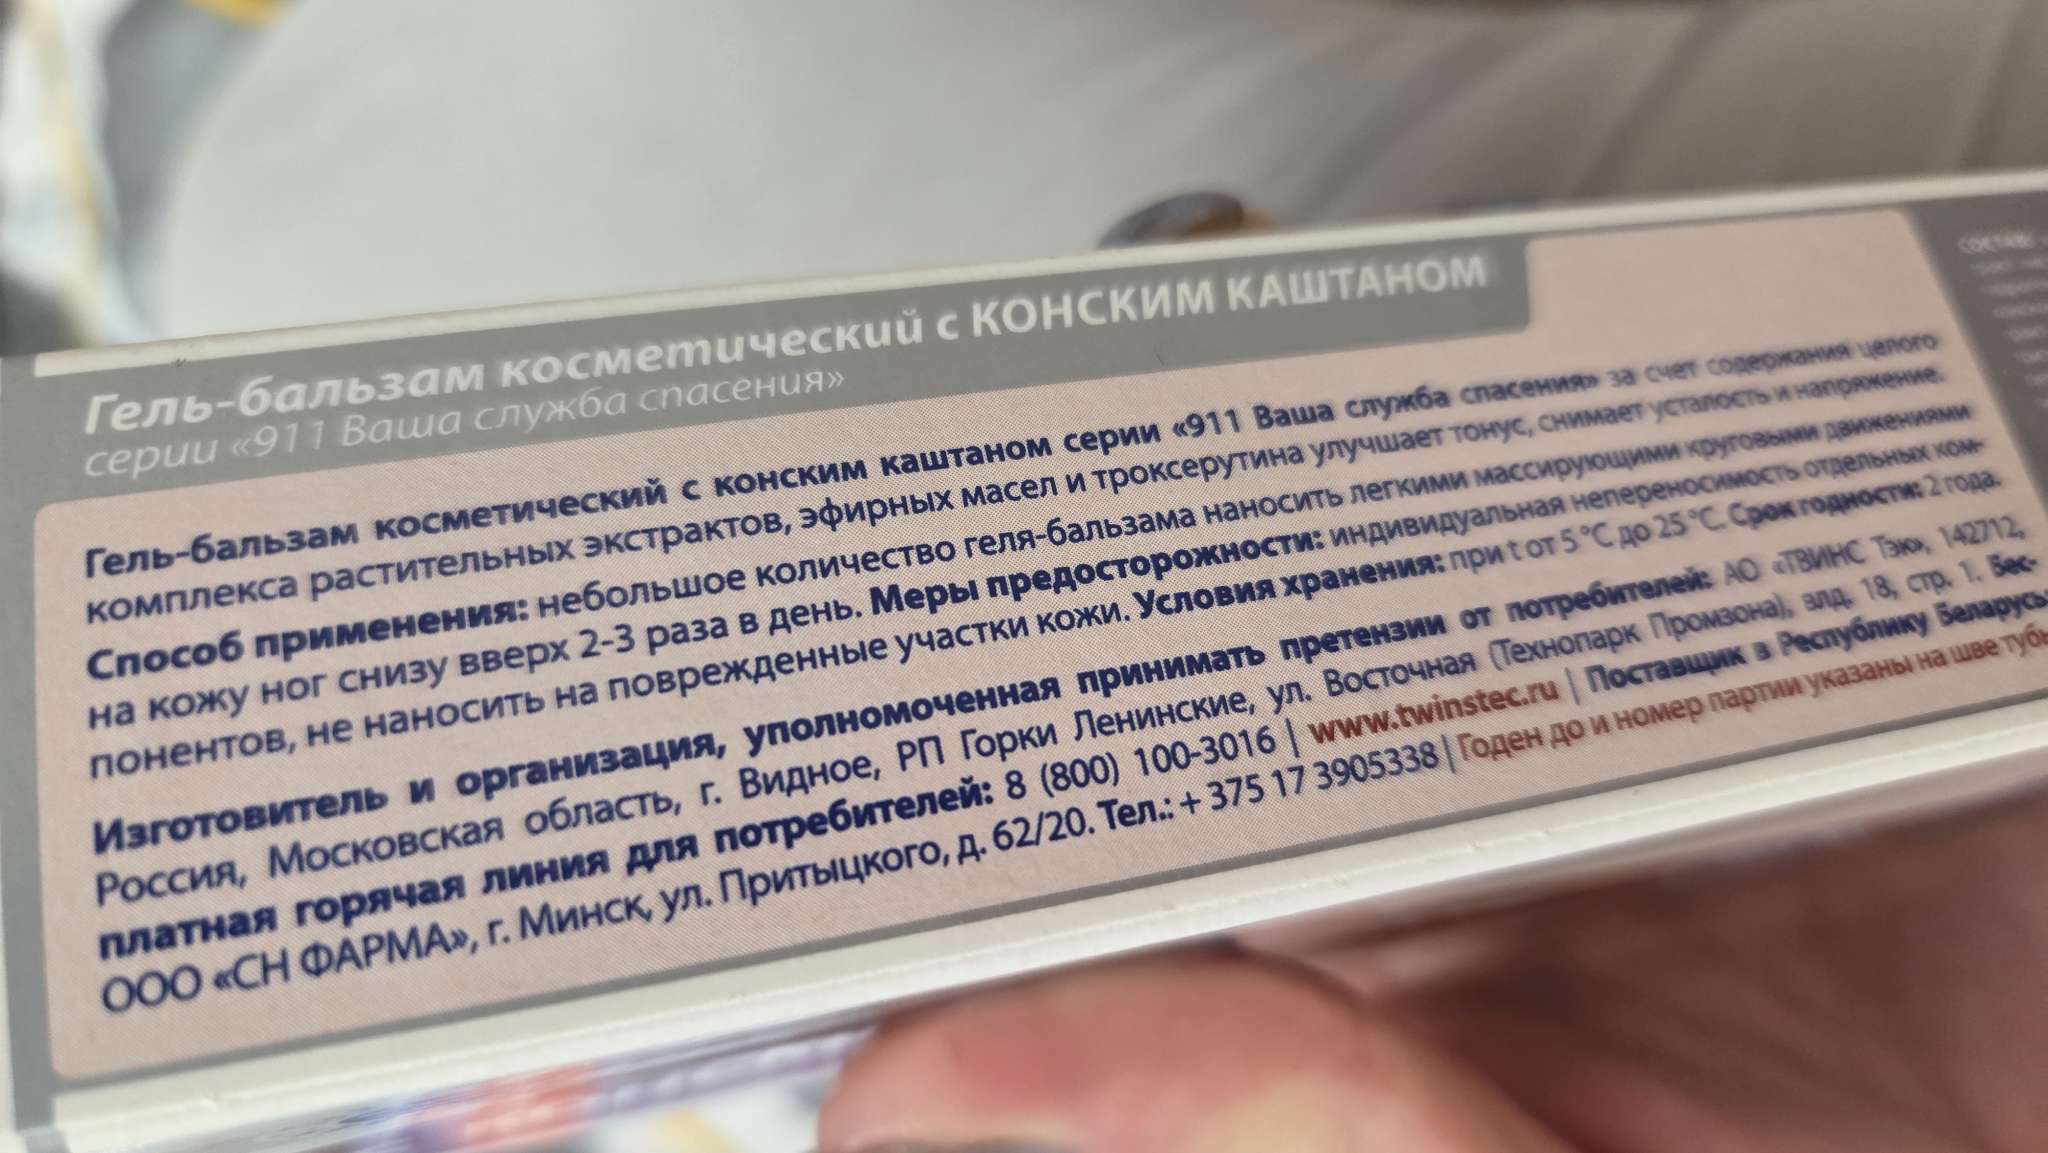 Гель-бальзам косметический с КОНСКИМ КАШТАНОМ
серии «911 Ваша служба спасения»
Гель-бальзам косметический с конским каштаном серии «911 Ваша служба спасения» за счет содержания целого
комплекса растительных экстрактов, эфирных масел и троксерутина улучшает тонус, снимает усталость и напряжение.
Способ применения: небольшое количество геля-бальзама наносить легкими массирующими круговыми движениями
на кожу ног снизу вверх 2-3 раза в день. Меры предосторожности: индивидуальная непереносимость отдельных ком-
понентов, не наносить на поврежденные участки кожи. Условия хранения: при t от 5 °С до 25 °С. Срок годности: 2 года.
Изготовитель и организация, уполномоченная принимать претензии от потребителей: АО «ТВИНС Тэк», 142712,
Россия, Московская область, г. Видное, РП Горки Ленинские, ул. Восточная (Технопарк Промзона), влд. 18, стр. 1. Бес-
платная горячая линия для потребителей: 8 (800) 100-3016 | www.twinstec.ru | Поставщик в Республику Беларусь:
ООО «СН ФАРМА», г. Минск, ул. Притыцкого, д. 62/20. Тел.: + 375 17 3905338 | Годен до и номер партии указаны на шве тубы
СОСТАВ: